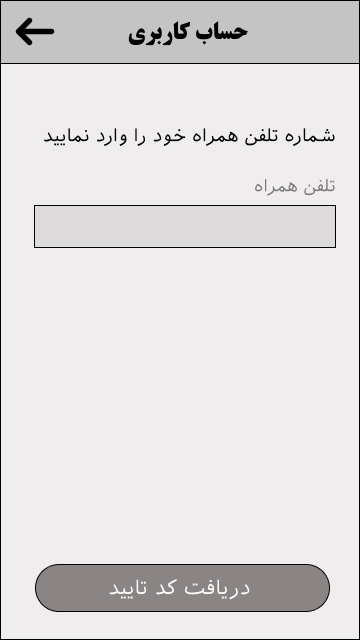 حساب کاربری
شماره تلفن همراه خود را وارد نمایید
تلفن همراه
دریافت کد تایید